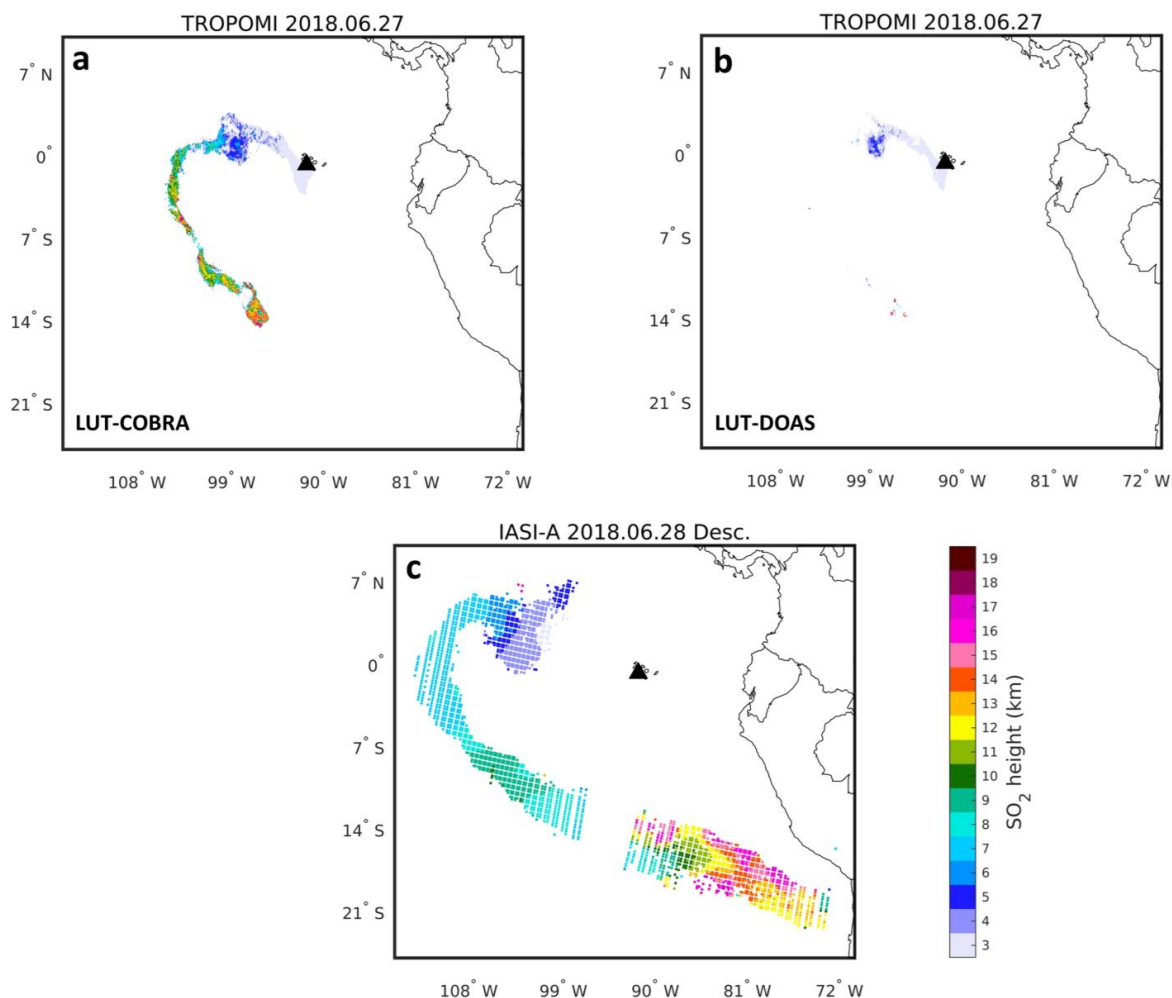 TROPOMI 2018.06.27
a
7° N
0°
7° S
14° S
21° S
LUT-COBRA
108° W 99° W 90° W 81° W 72° W
TROPOMI 2018.06.27
b
7° N
0°
7° S
14° S
21° S
LUT-DOAS
108° W 99° W 90° W 81° W 72° W
IASI-A 2018.06.28 Desc.
c
7° N
0°
7° S
14° S
21° S
108° W 99° W 90° W 81° W 72° W
19
18
17
16
15
14
13
12
11
10
9
8
7
6
5
4
3
SO₂ height (km)